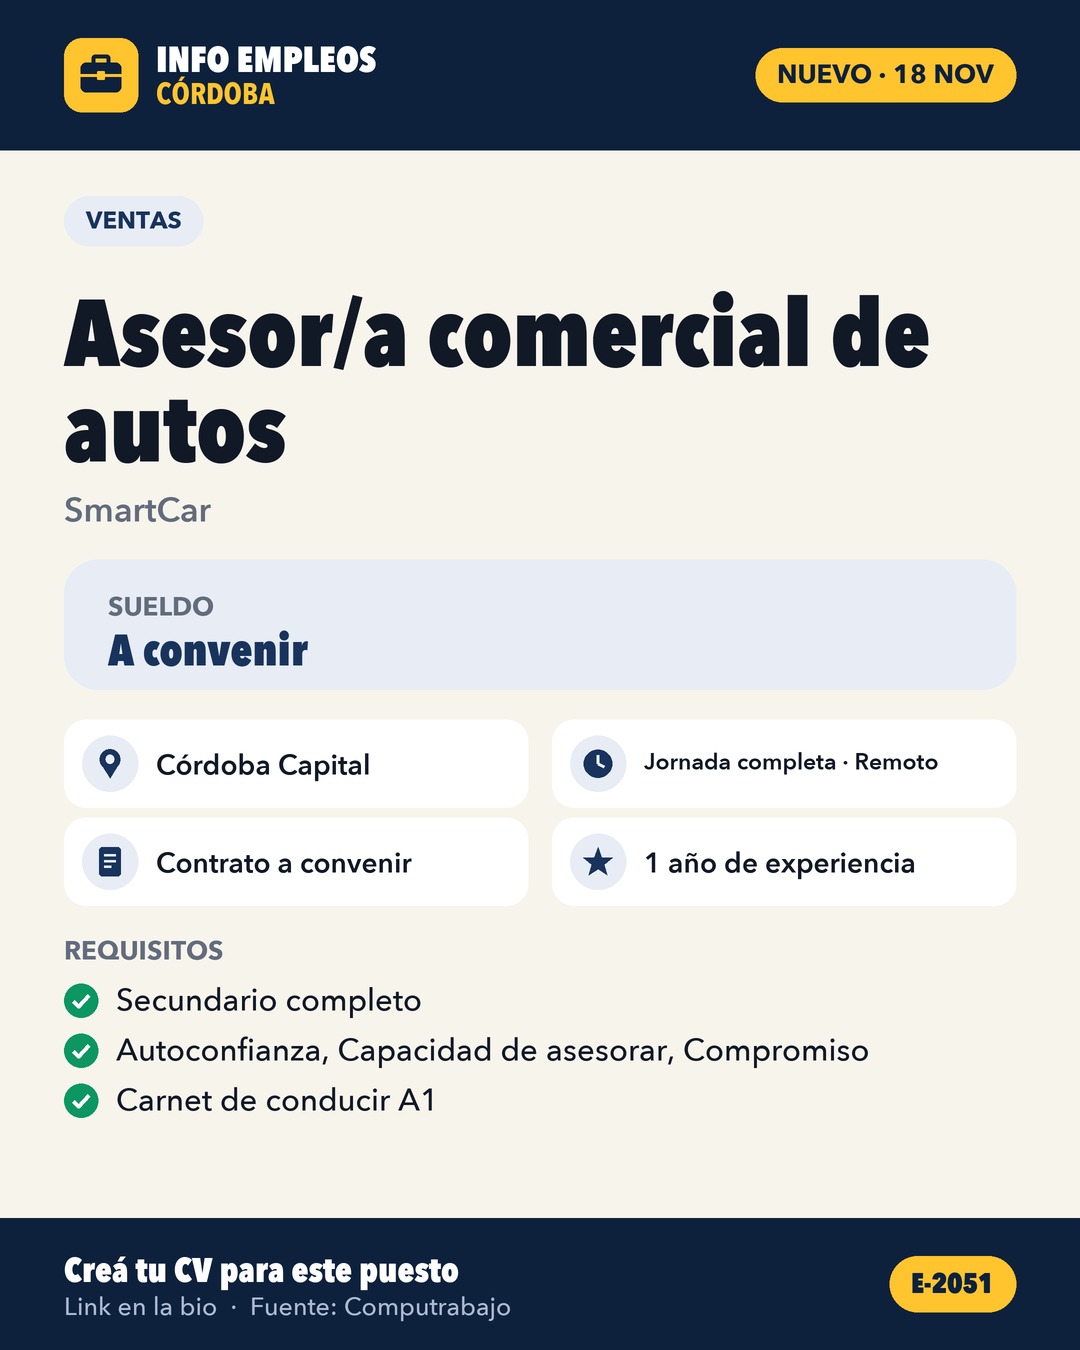 INFO EMPLEOS
CÓRDOBA
NUEVO · 18 NOV
VENTAS
Asesor/a comercial de
autos
SmartCar
SUELDO
A convenir
Córdoba Capital
Jornada completa · Remoto
Contrato a convenir
1 año de experiencia
REQUISITOS
Secundario completo
Autoconfianza, Capacidad de asesorar, Compromiso
Carnet de conducir A1
Creá tu CV para este puesto
Link en la bio · Fuente: Computrabajo
E-2051